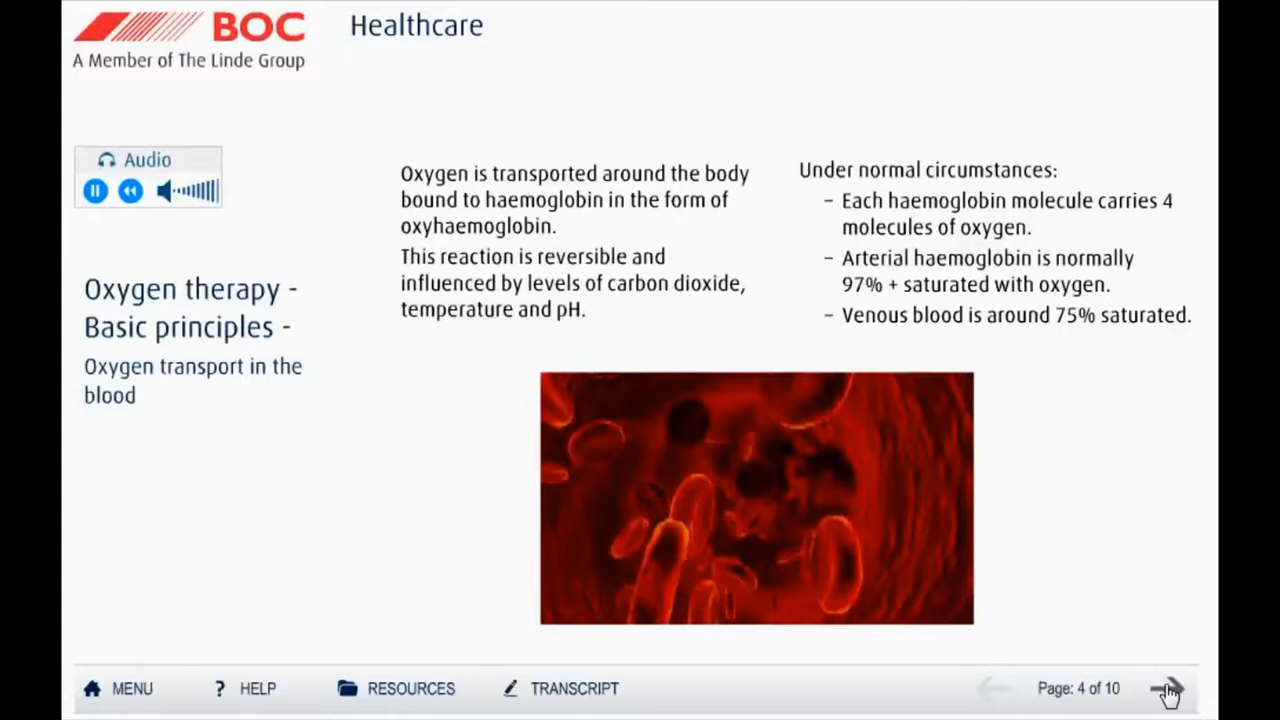 BOC
A Member of The Linde Group
Healthcare
Audio
Oxygen therapy -
Basic principles -
Oxygen transport in the
blood
Oxygen is transported around the body
bound to haemoglobin in the form of
oxyhaemoglobin.
This reaction is reversible and
influenced by levels of carbon dioxide,
temperature and pH.
Under normal circumstances:
– Each haemoglobin molecule carries 4
molecules of oxygen.
– Arterial haemoglobin is normally
97% + saturated with oxygen.
– Venous blood is around 75% saturated.
MENU
? HELP
RESOURCES
TRANSCRIPT
Page: 4 of 10